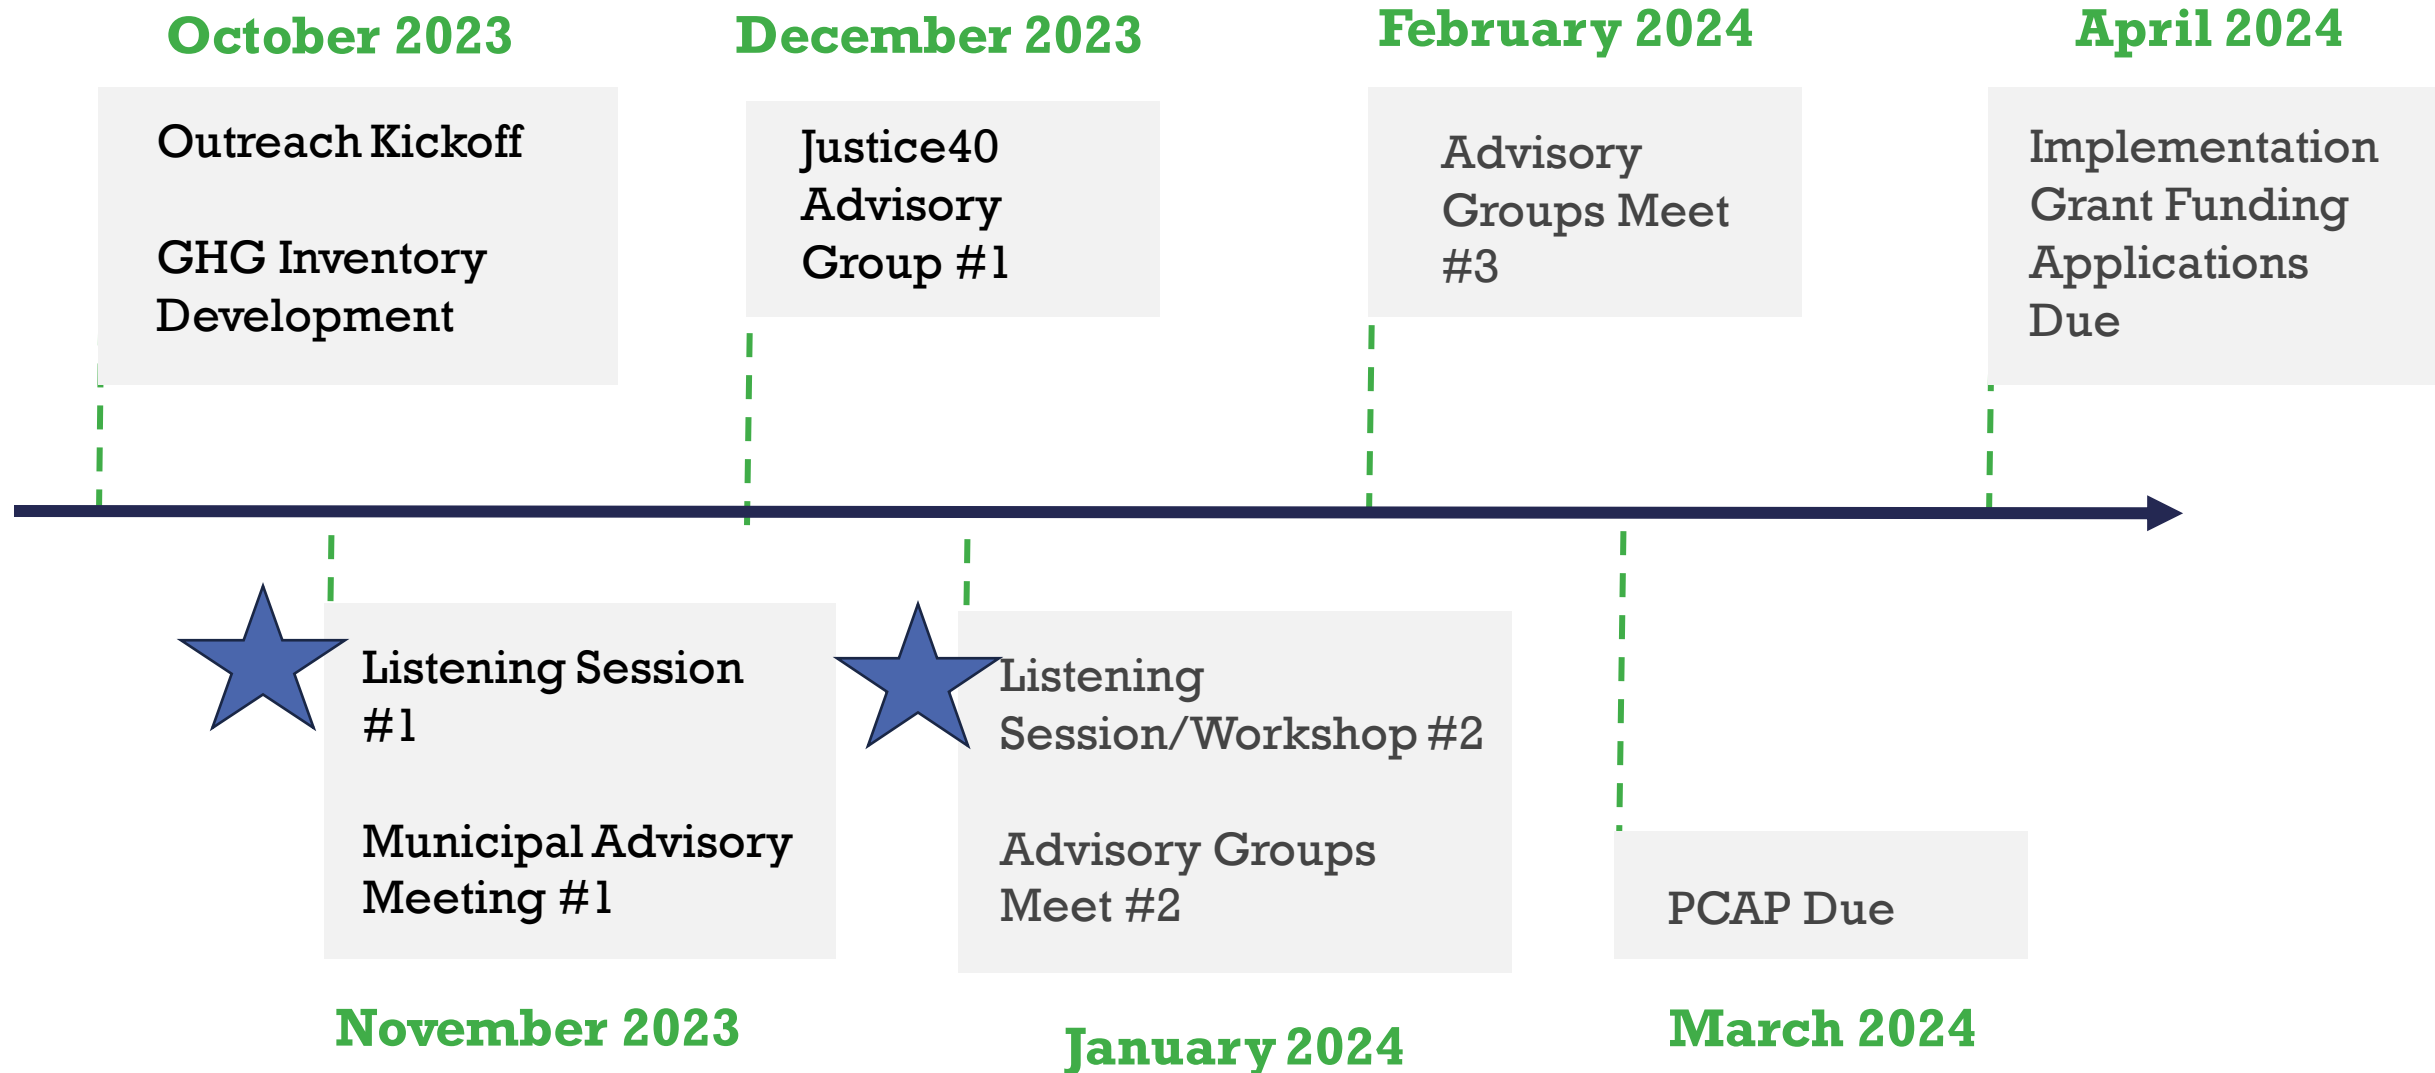 October 2023
Outreach Kickoff
GHG Inventory
Development
December 2023
Justice40
Advisory
Group #1
February 2024
Advisory
Groups Meet
#3
April 2024
Implementation
Grant Funding
Applications
Due
Listening Session
#1
Municipal Advisory
Meeting #1
November 2023
Listening
Session/Workshop #2
Advisory Groups
Meet #2
January 2024
PCAP Due
March 2024